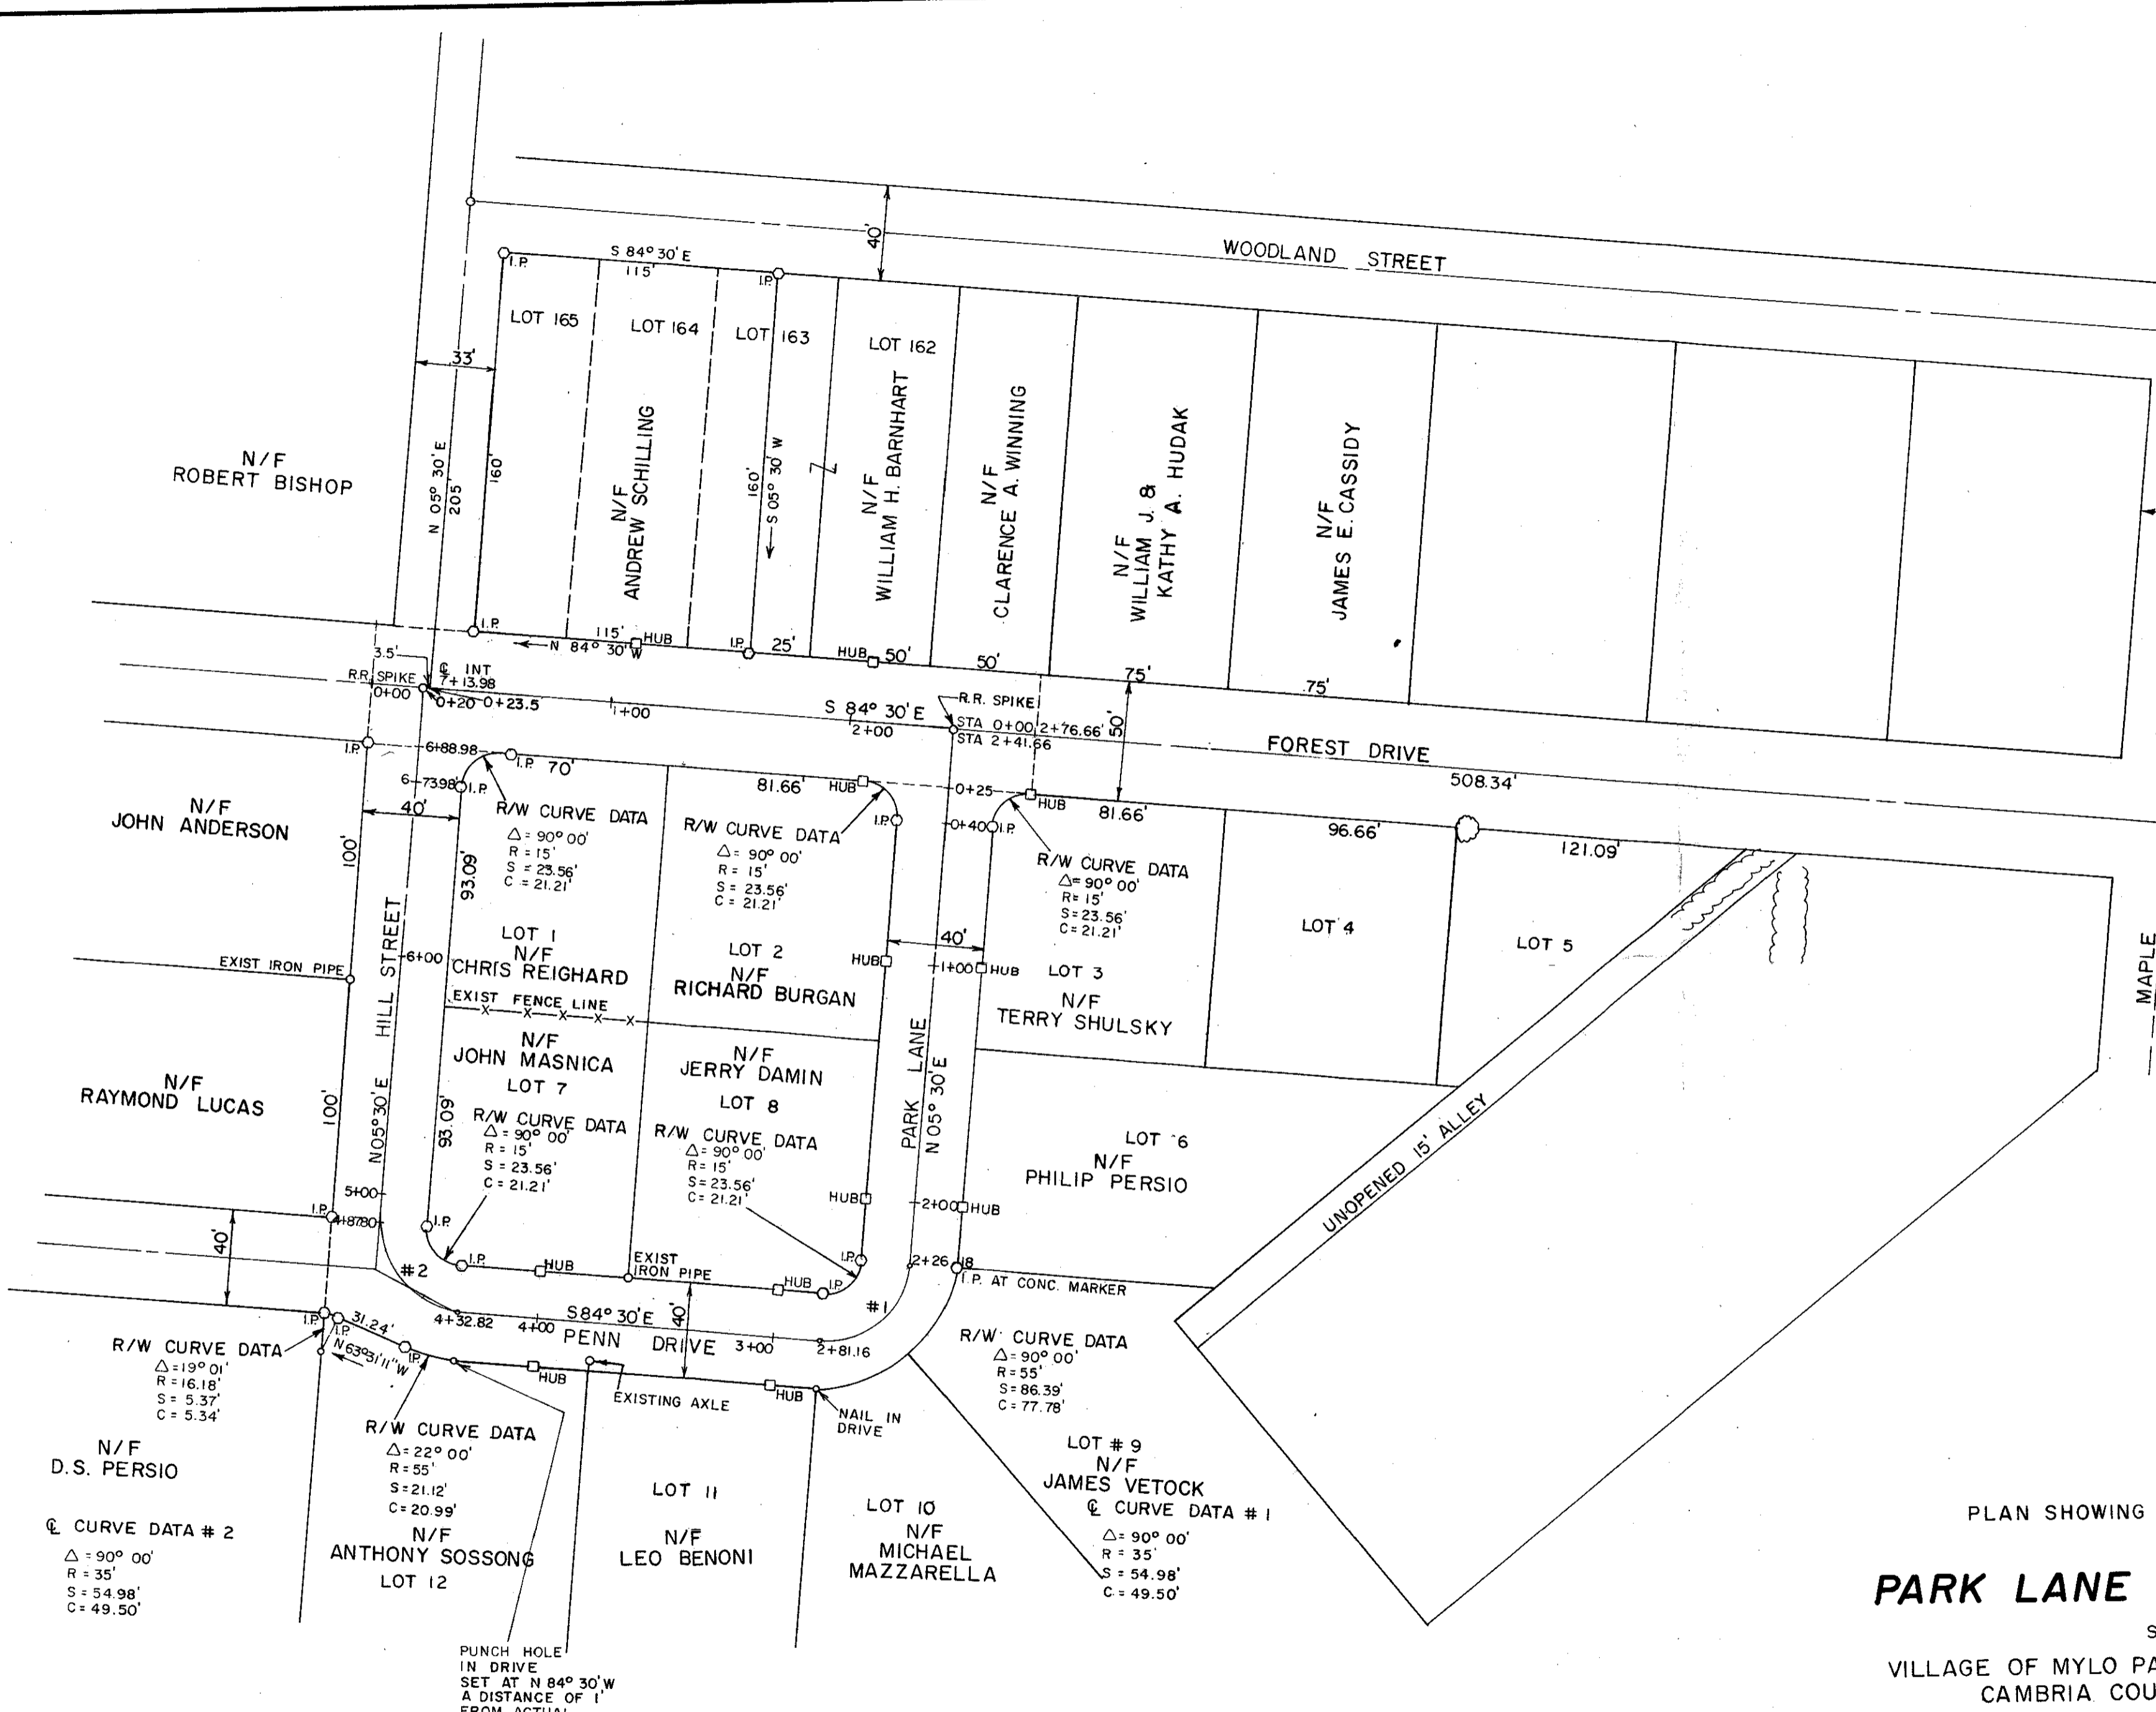 WOODLAND STREET
40'
S 84° 30' E
115'
I.P.
I.P.
LOT 165
LOT 164
LOT 163
LOT 162
33'
N 05° 30' E
205'
160'
160'
S 05° 30' W
N/F
ROBERT BISHOP
N/F
ANDREW SCHILLING
N/F
WILLIAM H. BARNHART
N/F
CLARENCE A. WINNING
N/F
WILLIAM J. &
KATHY A. HUDAK
N/F
JAMES E. CASSIDY
I.P.
115'
HUB
N 84° 30' W
I.P.
25'
HUB
50'
50'
75'
75'
3.5'
℄ INT
7+13.98
R.R. SPIKE
0+00
0+20
0+23.5
1+00
2+00
S 84° 30' E
R.R. SPIKE
STA 0+00
2+76.66'
STA 2+41.66
50'
FOREST DRIVE
508.34'
I.P.
6+88.98
I.P.
70'
81.66'
HUB
0+25
HUB
81.66'
96.66'
121.09'
6+73.98
I.P.
I.P.
0+40
I.P.
40'
N/F
JOHN ANDERSON
100'
93.09'
R/W CURVE DATA
△ = 90° 00'
R = 15'
S = 23.56'
C = 21.21'
R/W CURVE DATA
△ = 90° 00'
R = 15'
S = 23.56'
C = 21.21'
R/W CURVE DATA
△= 90° 00'
R= 15'
S=23.56'
C=21.21'
HILL STREET
N05°30'E
6+00
LOT 1
N/F
CHRIS REIGHARD
LOT 2
N/F
RICHARD BURGAN
HUB
40'
1+00
HUB
LOT 3
N/F
TERRY SHULSKY
LOT 4
LOT 5
MAPLE
EXIST IRON PIPE
EXIST FENCE LINE
X X X X X
N/F
RAYMOND LUCAS
100'
93.09'
N/F
JOHN MASNICA
LOT 7
R/W CURVE DATA
△= 90° 00'
R = 15'
S = 23.56'
C = 21.21'
N/F
JERRY DAMIN
LOT 8
R/W CURVE DATA
△= 90° 00'
R= 15'
S=23.56'
C= 21.21'
PARK LANE
N 05° 30' E
LOT 6
N/F
PHILIP PERSIO
UNOPENED 15' ALLEY
5+00
I.P.
4+87.80
I.P.
HUB
2+00
HUB
40'
#2
I.P.
HUB
EXIST
IRON PIPE
HUB
I.P.
I.P.
2+26.18
I.P. AT CONC. MARKER
#1
40'
S84° 30' E
4+32.82
4+00
PENN DRIVE
3+00
2+81.16
I.P.
I.P.
31.24'
N 63°31'11" W
I.P.
HUB
EXISTING AXLE
HUB
NAIL IN
DRIVE
R/W CURVE DATA
△=19° 01'
R = 16.18'
S = 5.37'
C = 5.34'
R/W CURVE DATA
△= 22° 00'
R= 55'
S=21.12'
C= 20.99'
R/W CURVE DATA
△= 90° 00'
R= 55'
S= 86.39'
C= 77.78'
N/F
D.S. PERSIO
℄ CURVE DATA # 2
△ = 90° 00'
R = 35'
S = 54.98'
C= 49.50'
N/F
ANTHONY SOSSONG
LOT 12
LOT 11
N/F
LEO BENONI
LOT 10
N/F
MICHAEL
MAZZARELLA
LOT # 9
N/F
JAMES VETOCK
℄ CURVE DATA # 1
△= 90° 00'
R = 35'
S = 54.98'
C = 49.50'
PUNCH HOLE
IN DRIVE
SET AT N 84° 30' W
A DISTANCE OF 1'
FROM ACTUAL
PLAN SHOWING
PARK LANE
S
VILLAGE OF MYLO PA
CAMBRIA COU